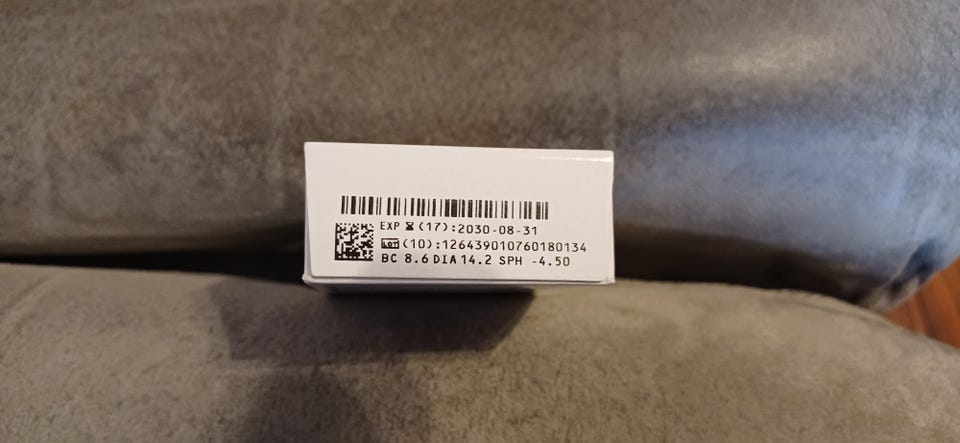 EXP ⌛(17):2030-08-31
LOT (10):126439010760180134
BC 8.6 DIA 14.2 SPH -4.50